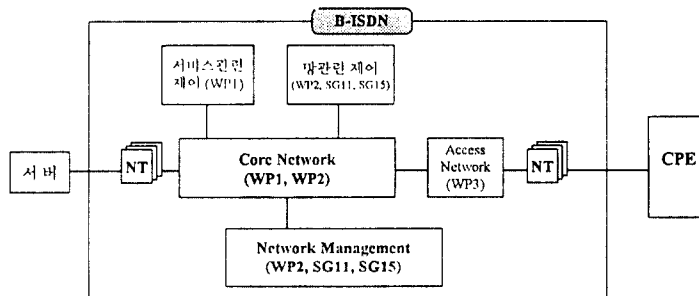 B-ISDN
서비스관련
제어 (WP1)
망관련 제어
(WP2, SG11, SG15)
서 버
NT
Core Network
(WP1, WP2)
Access
Network
(WP3)
NT
CPE
Network Management
(WP2, SG11, SG15)